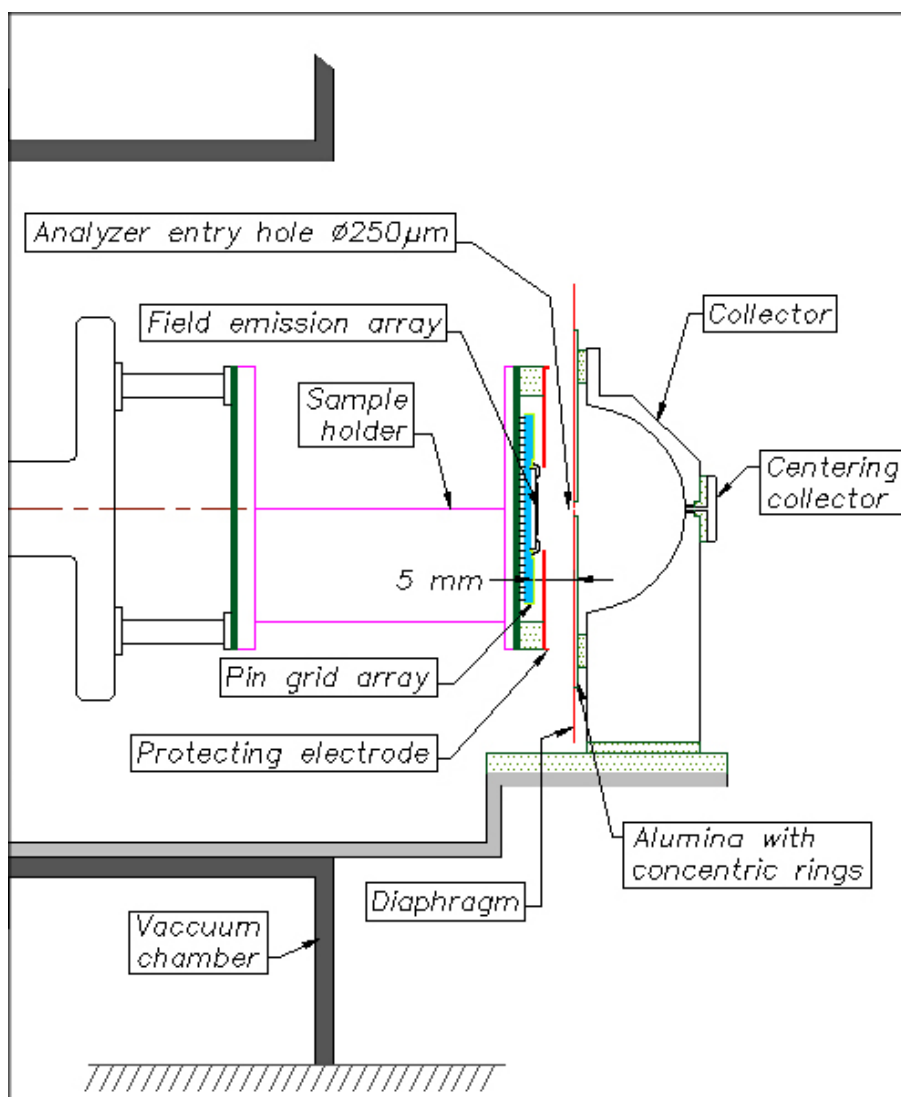 Analyzer entry hole Ø250µm
Field emission array
Collector
Sample
holder
Centering
collector
5 mm
Pin grid array
Protecting electrode
Alumina with
concentric rings
Diaphragm
Vaccuum
chamber